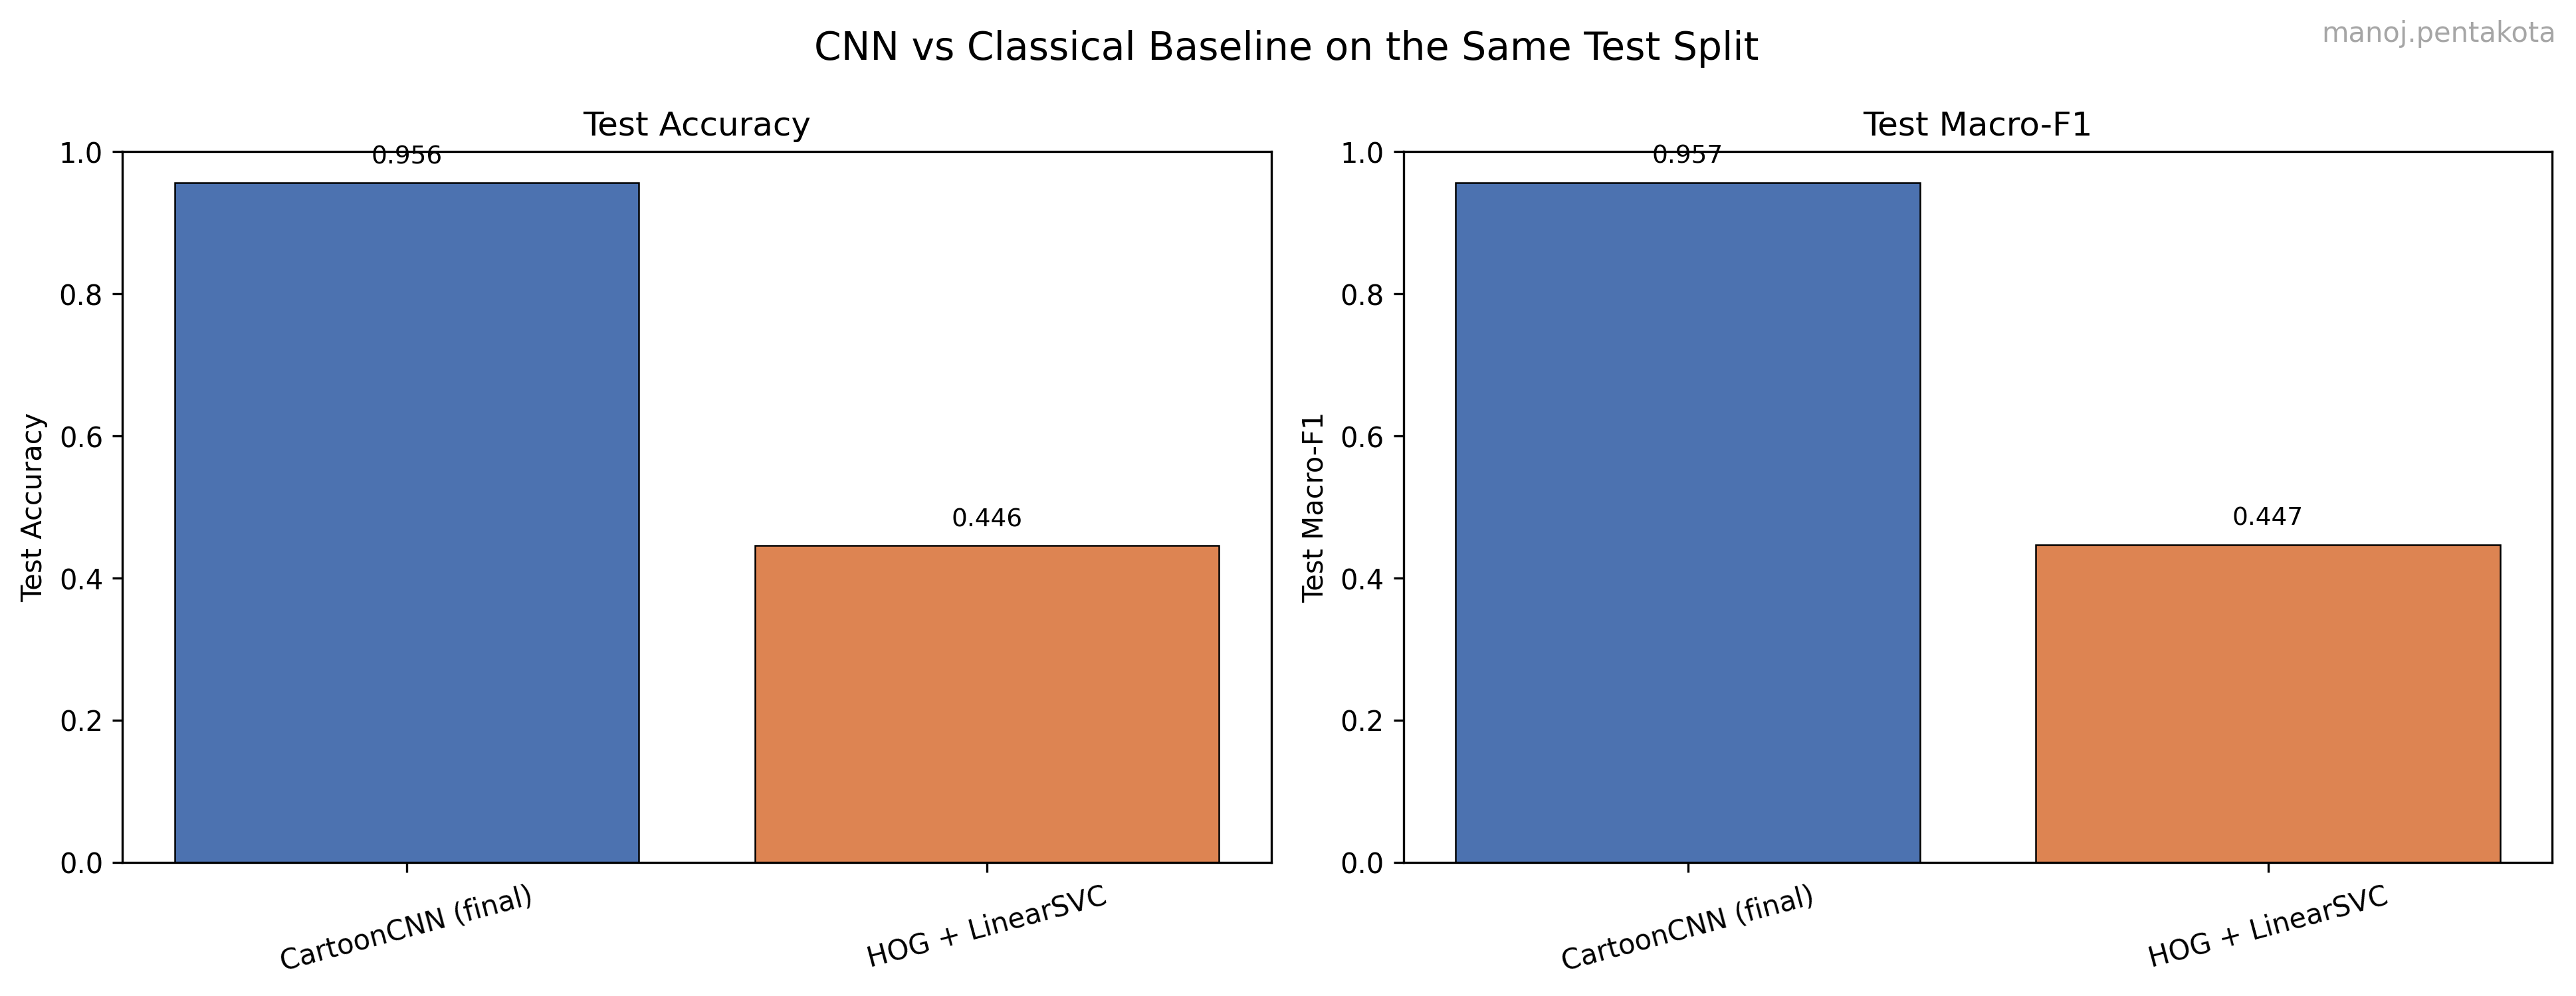 CNN vs Classical Baseline on the Same Test Split
manoj.pentakota
Test Accuracy
Test Accuracy
1.0
0.8
0.6
0.4
0.2
0.0
0.956
0.446
CartoonCNN (final)
HOG + LinearSVC
Test Macro-F1
Test Macro-F1
1.0
0.8
0.6
0.4
0.2
0.0
0.957
0.447
CartoonCNN (final)
HOG + LinearSVC